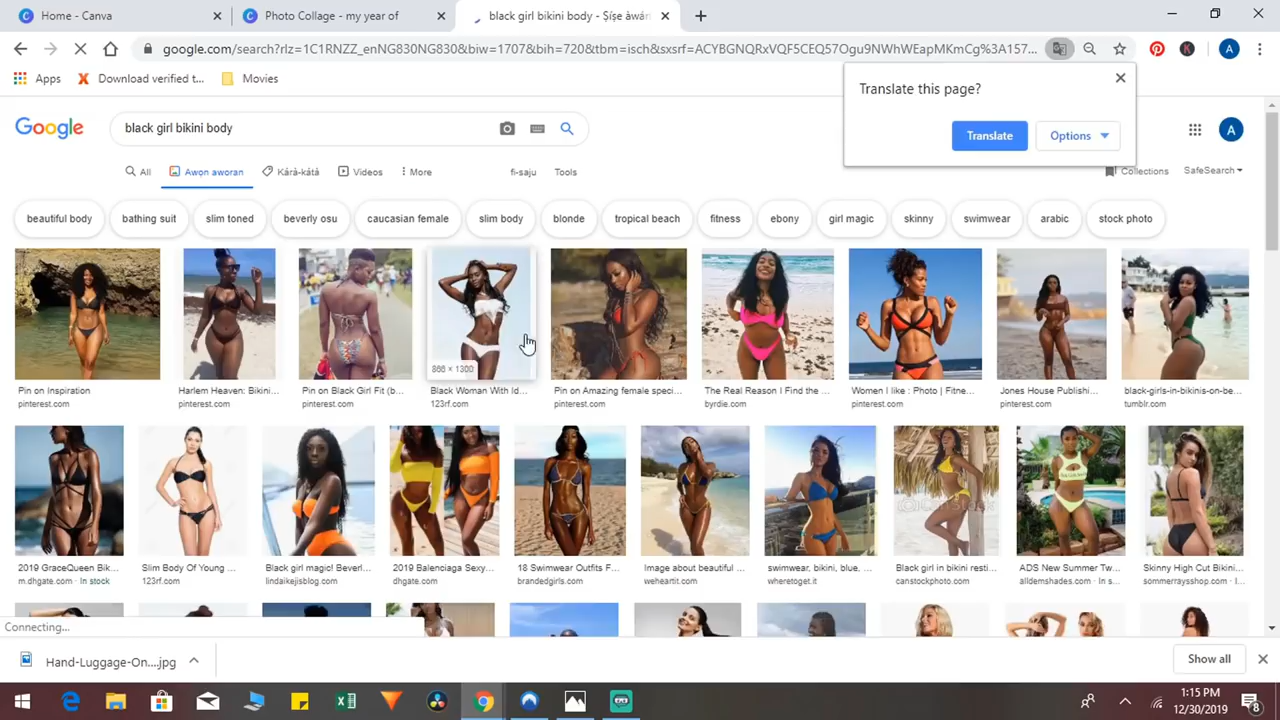 Home - Canva
Photo Collage - my year of
black girl bikini body - Ṣiṣe àwár
google.com/search?rlz=1C1RNZZ_enNG830NG830&biw=1707&bih=720&tbm=isch&sxsrf=ACYBGNQRxVQF5CEQ57Ogu9NWhWEapMKmCg%3A157...
Apps
Download verified t...
Movies
Translate this page?
Translate
Options
Google
black girl bikini body
A
All
Awọn aworan
Kárà-kátà
Videos
More
fi-saju
Tools
Collections
SafeSearch
beautiful body
bathing suit
slim toned
beverly osu
caucasian female
slim body
blonde
tropical beach
fitness
ebony
girl magic
skinny
swimwear
arabic
stock photo
866 × 1300
Pin on Inspiration
pinterest.com
Harlem Heaven: Bikini...
pinterest.com
Pin on Black Girl Fit (b...
pinterest.com
Black Woman With Id...
123rf.com
Pin on Amazing female speci...
pinterest.com
The Real Reason I Find the ...
byrdie.com
Women I like : Photo | Fitne...
pinterest.com
Jones House Publishi...
pinterest.com
black-girls-in-bikinis-on-be...
tumblr.com
2019 GraceQueen Bik...
m.dhgate.com · In stock
Slim Body Of Young ...
123rf.com
Black girl magic! Beverl...
lindaikejisblog.com
2019 Balenciaga Sexy...
dhgate.com
18 Swimwear Outfits F...
brandedgirls.com
Image about beautiful ...
weheartit.com
swimwear, bikini, blue, ...
wheretoget.it
Black girl in bikini resti...
canstockphoto.com
ADS New Summer Tw...
alldemshades.com · In s...
Skinny High Cut Bikini...
sommerraysshop.com · I...
Connecting...
Hand-Luggage-On....jpg
Show all
1:15 PM
12/30/2019
8